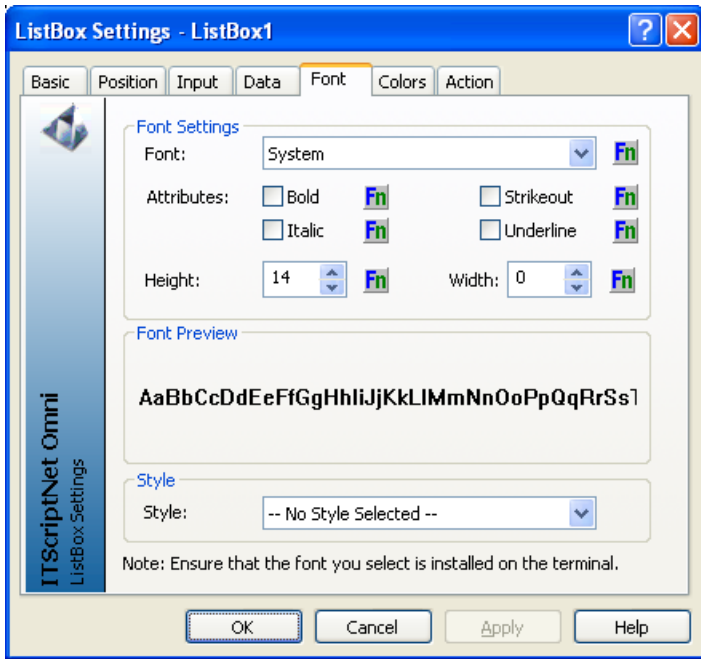 ListBox Settings - ListBox1
Basic Position Input Data Font Colors Action
Font Settings
Font: System Fn
Attributes: Bold Fn Strikeout Fn
Italic Fn Underline Fn
Height: 14 Fn Width: 0 Fn
Font Preview
AaBbCcDdEeFfGgHhIiJjKkLlMmNnOoPpQqRrSsT
Style
Style: -- No Style Selected --
Note: Ensure that the font you select is installed on the terminal.
ITScriptNet Omni
ListBox Settings
OK Cancel Apply Help